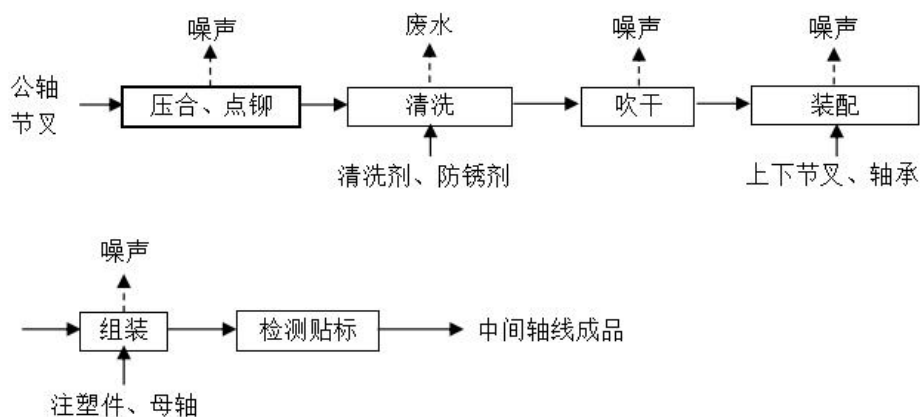 噪声
废水
噪声
噪声
公轴
节叉
压合、点铆
清洗
吹干
装配
清洗剂、防锈剂
上下节叉、轴承
噪声
组装
检测贴标
中间轴线成品
注塑件、母轴